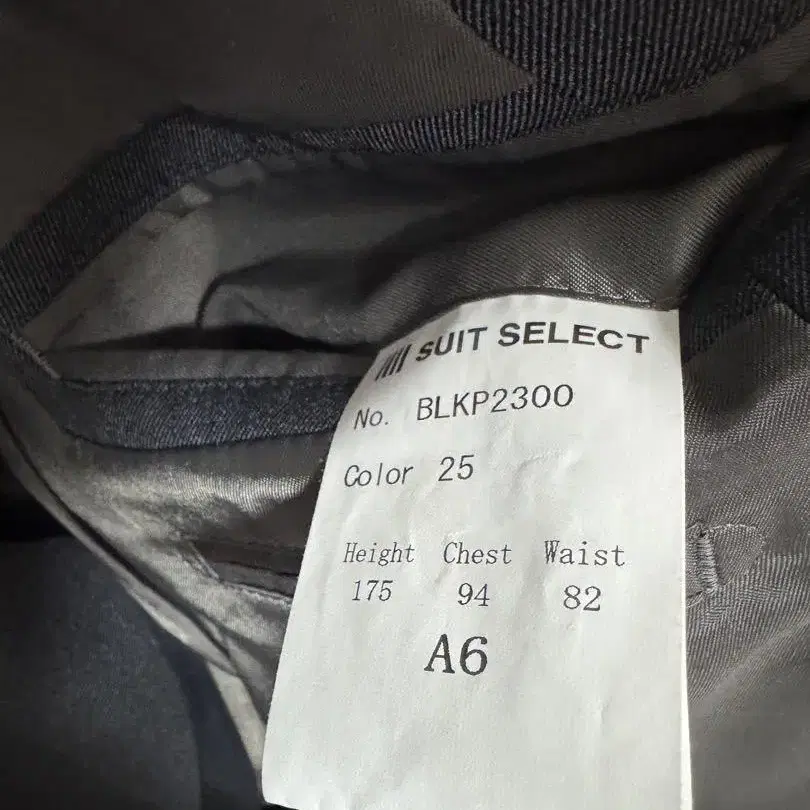 SUIT SELECT
No. BLKP2300
Color 25
Height Chest Waist
175 94 82
A6